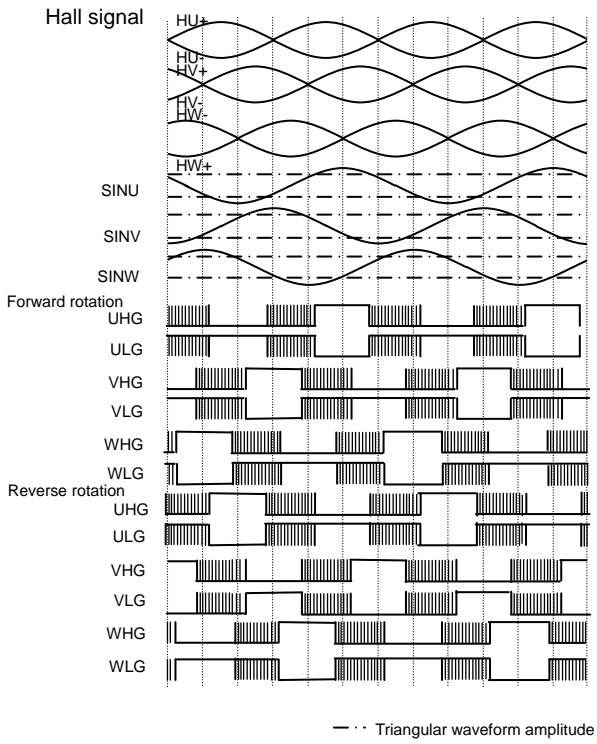 Hall signal
HU+
HU-
HV+
HV-
HW-
HW+
SINU
SINV
SINW
Forward rotation
UHG
ULG
VHG
VLG
WHG
WLG
Reverse rotation
UHG
ULG
VHG
VLG
WHG
WLG
Triangular waveform amplitude